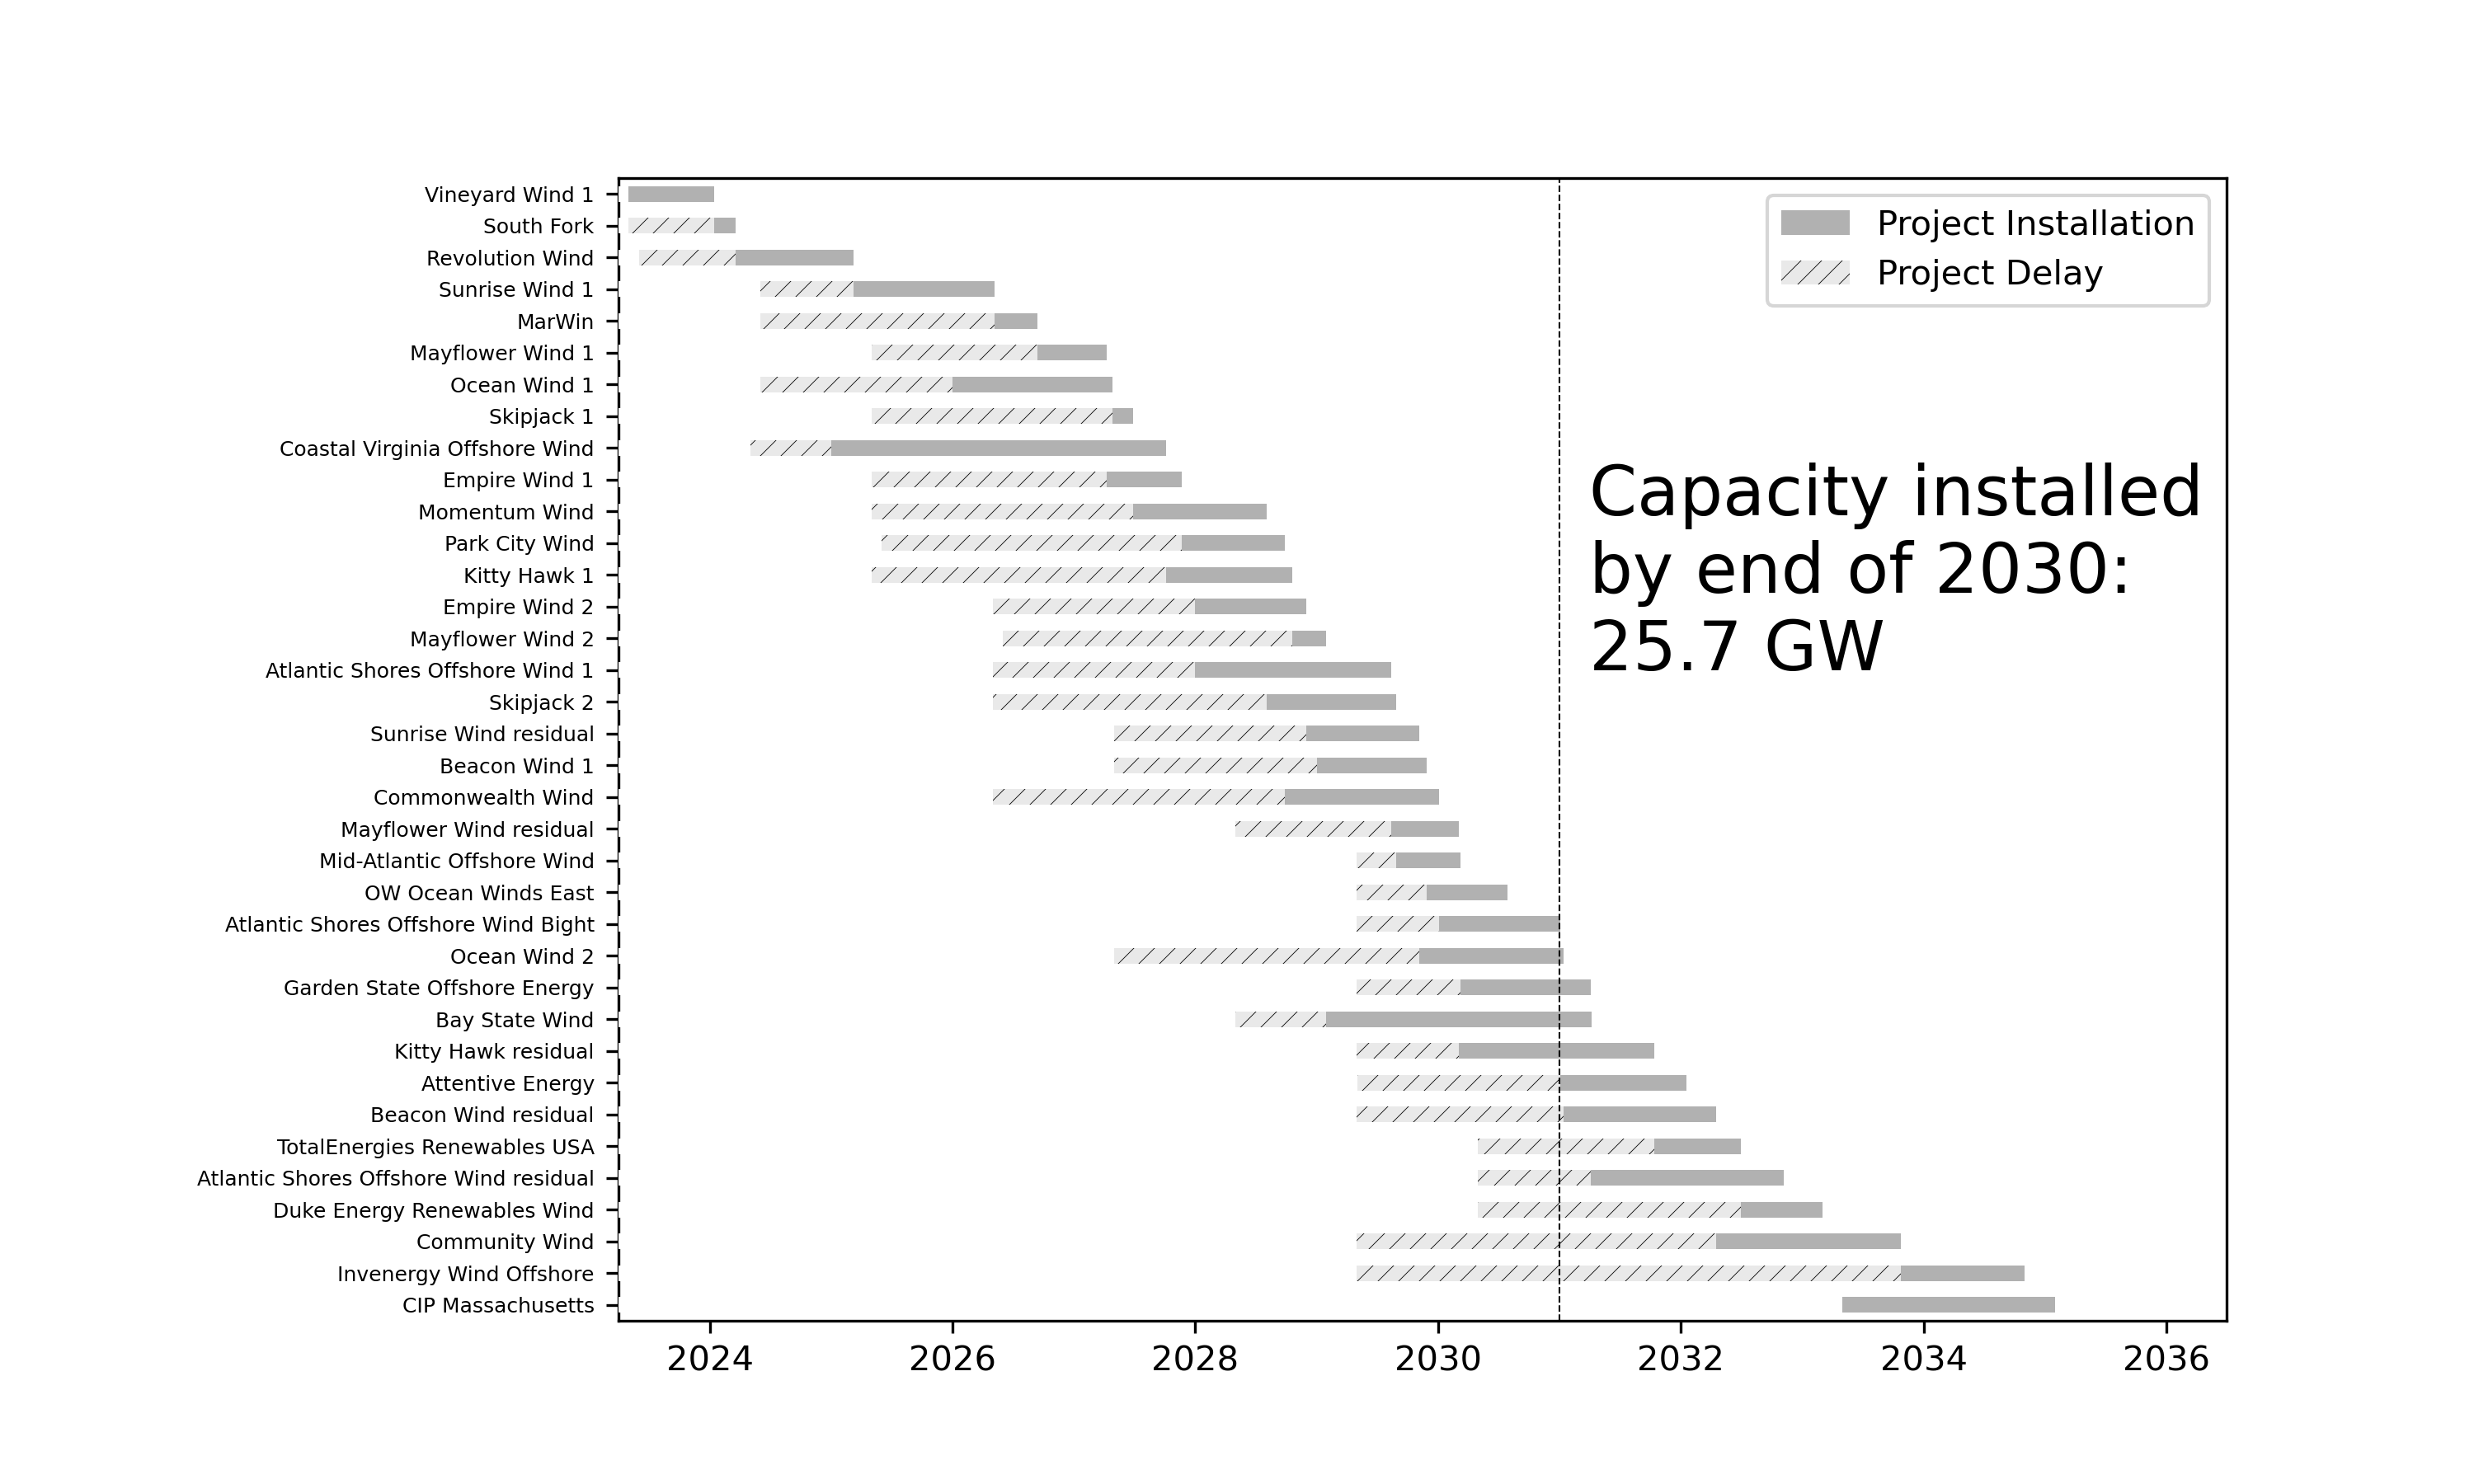 Vineyard Wind 1
South Fork
Revolution Wind
Sunrise Wind 1
MarWin
Mayflower Wind 1
Ocean Wind 1
Skipjack 1
Coastal Virginia Offshore Wind
Empire Wind 1
Momentum Wind
Park City Wind
Kitty Hawk 1
Empire Wind 2
Mayflower Wind 2
Atlantic Shores Offshore Wind 1
Skipjack 2
Sunrise Wind residual
Beacon Wind 1
Commonwealth Wind
Mayflower Wind residual
Mid-Atlantic Offshore Wind
OW Ocean Winds East
Atlantic Shores Offshore Wind Bight
Ocean Wind 2
Garden State Offshore Energy
Bay State Wind
Kitty Hawk residual
Attentive Energy
Beacon Wind residual
TotalEnergies Renewables USA
Atlantic Shores Offshore Wind residual
Duke Energy Renewables Wind
Community Wind
Invenergy Wind Offshore
CIP Massachusetts
Project Installation
Project Delay
Capacity installed
by end of 2030:
25.7 GW
2024 2026 2028 2030 2032 2034 2036